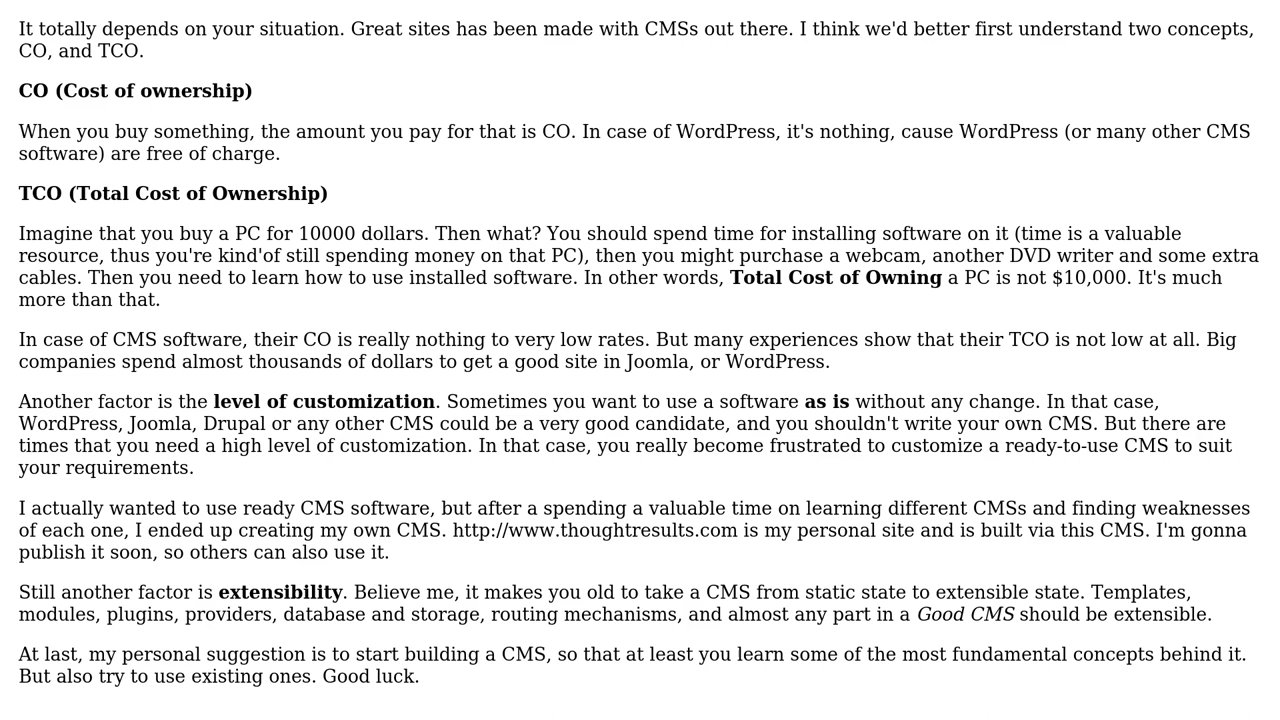 It totally depends on your situation. Great sites has been made with CMSs out there. I think we'd better first understand two concepts,
CO, and TCO.
CO (Cost of ownership)
When you buy something, the amount you pay for that is CO. In case of WordPress, it's nothing, cause WordPress (or many other CMS
software) are free of charge.
TCO (Total Cost of Ownership)
Imagine that you buy a PC for 10000 dollars. Then what? You should spend time for installing software on it (time is a valuable
resource, thus you're kind'of still spending money on that PC), then you might purchase a webcam, another DVD writer and some extra
cables. Then you need to learn how to use installed software. In other words, Total Cost of Owning a PC is not $10,000. It's much
more than that.
In case of CMS software, their CO is really nothing to very low rates. But many experiences show that their TCO is not low at all. Big
companies spend almost thousands of dollars to get a good site in Joomla, or WordPress.
Another factor is the level of customization. Sometimes you want to use a software as is without any change. In that case,
WordPress, Joomla, Drupal or any other CMS could be a very good candidate, and you shouldn't write your own CMS. But there are
times that you need a high level of customization. In that case, you really become frustrated to customize a ready-to-use CMS to suit
your requirements.
I actually wanted to use ready CMS software, but after a spending a valuable time on learning different CMSs and finding weaknesses
of each one, I ended up creating my own CMS. http://www.thoughtresults.com is my personal site and is built via this CMS. I'm gonna
publish it soon, so others can also use it.
Still another factor is extensibility. Believe me, it makes you old to take a CMS from static state to extensible state. Templates,
modules, plugins, providers, database and storage, routing mechanisms, and almost any part in a Good CMS should be extensible.
At last, my personal suggestion is to start building a CMS, so that at least you learn some of the most fundamental concepts behind it.
But also try to use existing ones. Good luck.